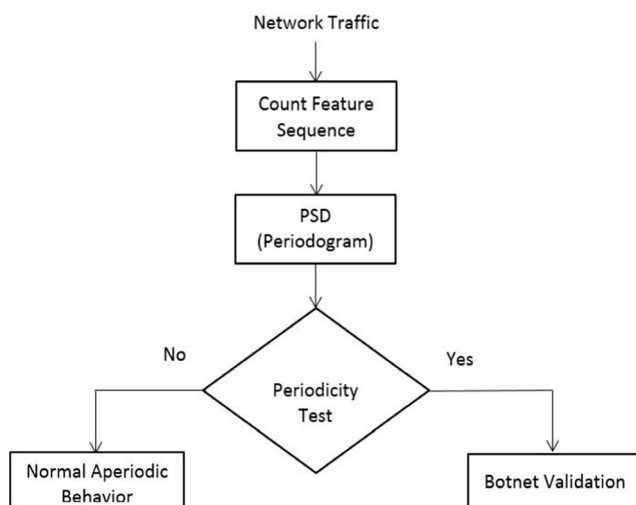 Network Traffic
Count Feature
Sequence
PSD
(Periodogram)
No
Yes
Periodicity
Test
Normal Aperiodic
Behavior
Botnet Validation